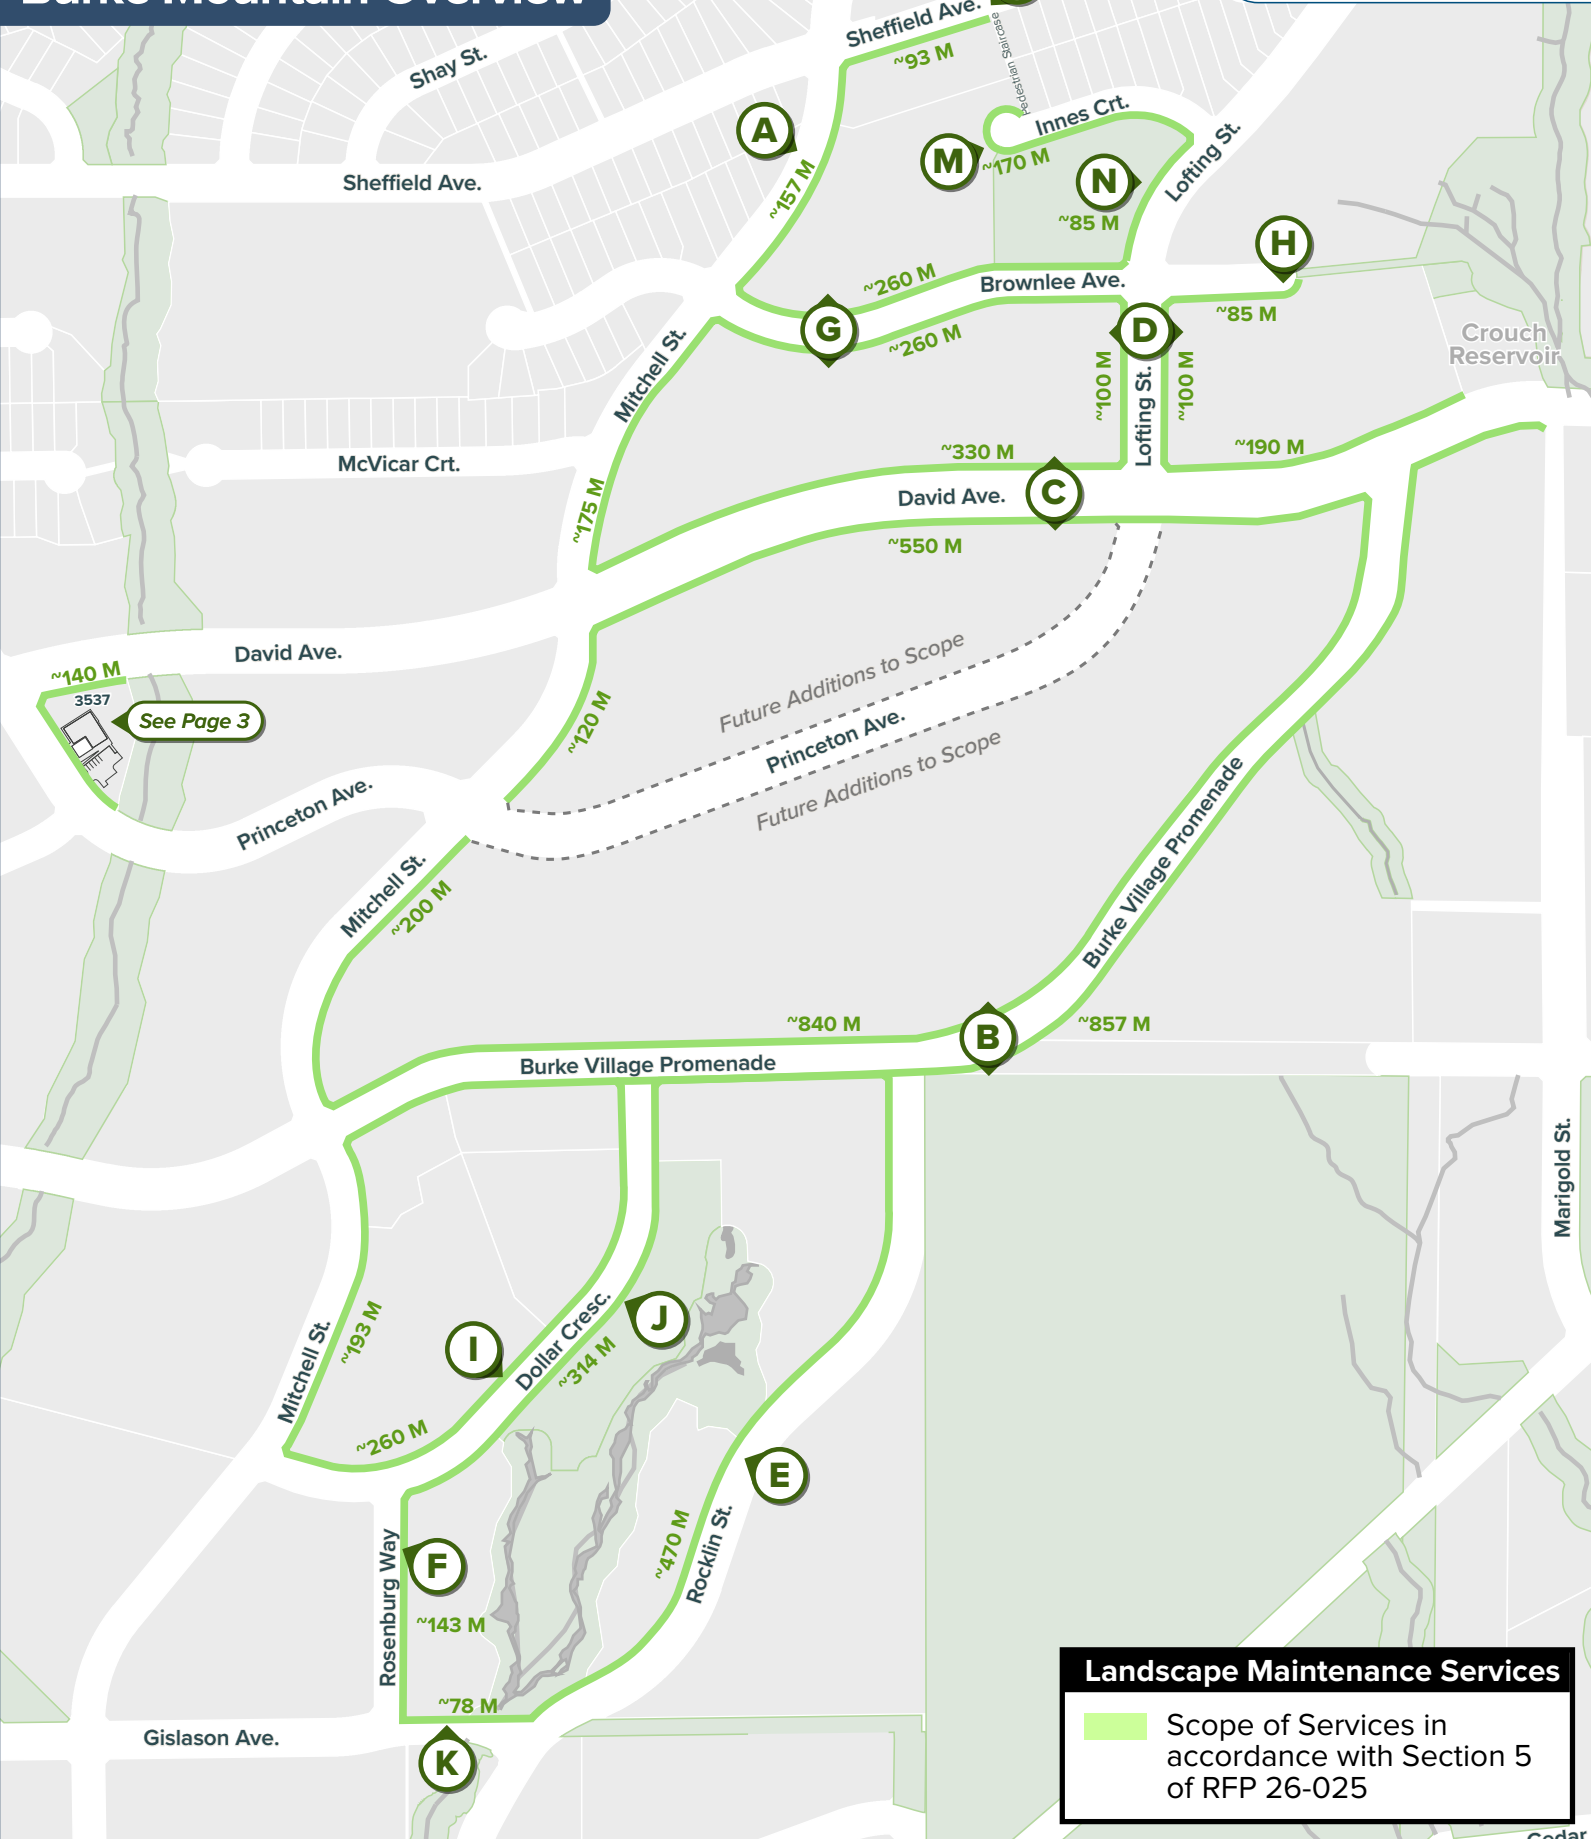 Burke Mountain Overview
Sheffield Ave.
~93 M
Pedestrian Staircase
Shay St.
A
Innes Crt.
M
~170 M
N
Lofting St.
Sheffield Ave.
~157 M
~85 M
H
~260 M
Brownlee Ave.
~85 M
G
~260 M
D
Crouch
Reservoir
Mitchell St.
~100 M
Lofting St.
~100 M
McVicar Crt.
~330 M
~190 M
David Ave.
C
~175 M
~550 M
David Ave.
~140 M
3537
See Page 3
~120 M
Future Additions to Scope
Princeton Ave.
Future Additions to Scope
Princeton Ave.
Mitchell St.
~200 M
Burke Village Promenade
~840 M
B
~857 M
Burke Village Promenade
Marigold St.
~193 M
Mitchell St.
I
Dollar Cresc.
J
~314 M
~260 M
E
~470 M
Rocklin St.
Rosenburg Way
F
~143 M
~78 M
Gislason Ave.
K
Landscape Maintenance Services
Scope of Services in
accordance with Section 5
of RFP 26-025
Cedar